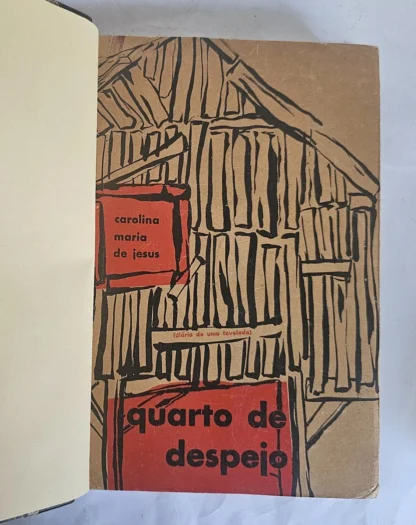 carolina
maria
de jesus
(diário de uma favelada)
quarto de
despejo